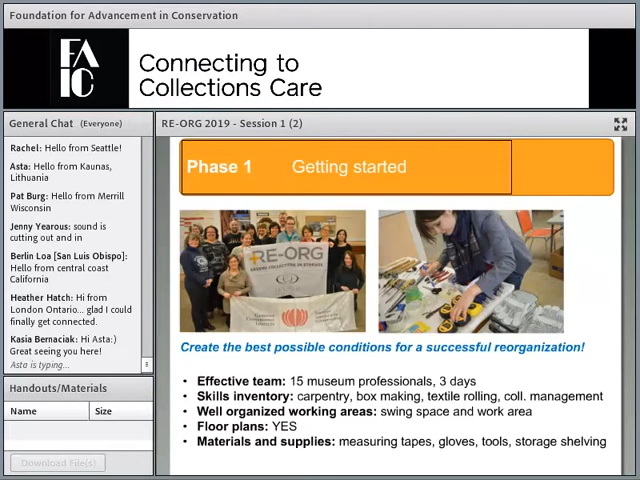 Foundation for Advancement in Conservation
FA
IC
Connecting to
Collections Care
General Chat (Everyone)
Rachel: Hello from Seattle!
Asta: Hello from Kaunas,
Lithuania
Pat Burg: Hello from Merrill
Wisconsin
Jenny Yearous: sound is
cutting out and in
Berlin Loa [San Luis Obispo]:
Hello from central coast
California
Heather Hatch: Hi from
London Ontario... glad I could
finally get connected.
Kasia Bernaciak: Hi Asta:)
Great seeing you here!
Asta is typing...
Handouts/Materials
Name Size
Download File(s)
RE-ORG 2019 - Session 1 (2)
Phase 1 Getting started
RE-ORG
Create the best possible conditions for a successful reorganization!
• Effective team: 15 museum professionals, 3 days
• Skills inventory: carpentry, box making, textile rolling, coll. management
• Well organized working areas: swing space and work area
• Floor plans: YES
• Materials and supplies: measuring tapes, gloves, tools, storage shelving